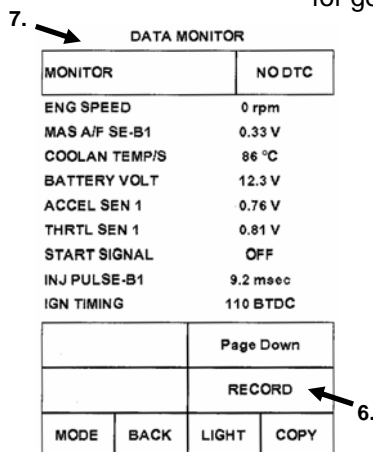 for go
7.
DATA MONITOR
MONITOR NO DTC
ENG SPEED 0 rpm
MAS A/F SE-B1 0.33 V
COOLAN TEMP/S 86 °C
BATTERY VOLT 12.3 V
ACCEL SEN 1 0.76 V
THRTL SEN 1 0.81 V
START SIGNAL OFF
INJ PULSE-B1 9.2 msec
IGN TIMING 110 BTDC
Page Down
RECORD
6.
MODE BACK LIGHT COPY